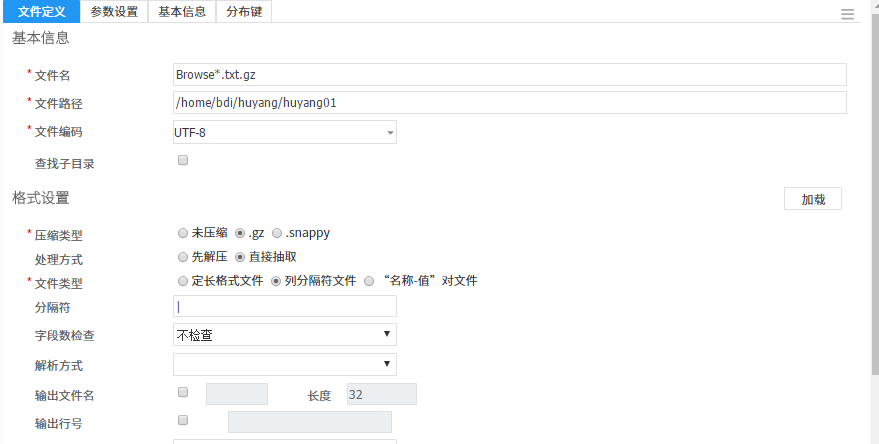 文件定义 参数设置 基本信息 分布键
基本信息
* 文件名 Browse*.txt.gz
* 文件路径 /home/bdi/huyang/huyang01
* 文件编码 UTF-8
查找子目录
格式设置 加载
* 压缩类型 未压缩 .gz .snappy
处理方式 先解压 直接抽取
* 文件类型 定长格式文件 列分隔符文件 “名称-值”对文件
分隔符 |
字段数检查 不检查
解析方式
输出文件名 长度 32
输出行号